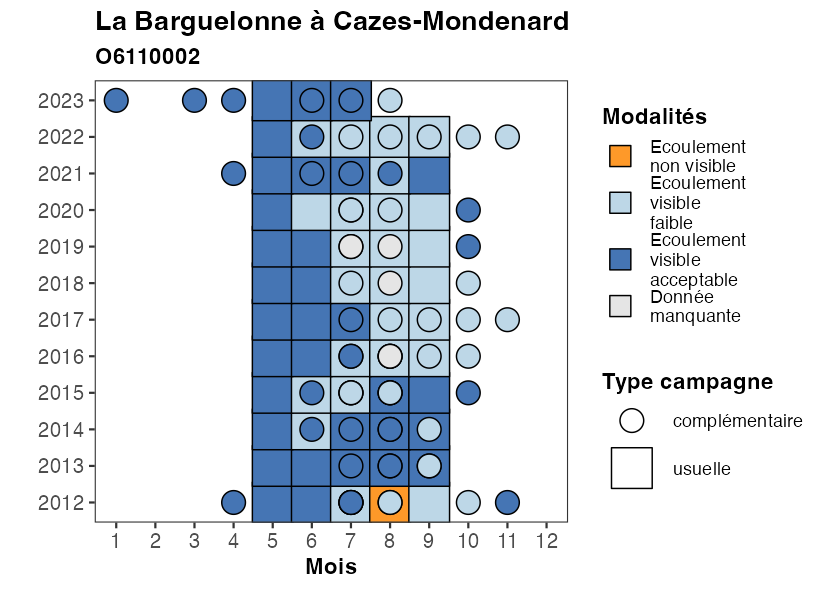 La Barguelonne à Cazes-Mondenard
O6110002
2023
2022
2021
2020
2019
2018
2017
2016
2015
2014
2013
2012
1 2 3 4 5 6 7 8 9 10 11 12
Mois
Modalités
Ecoulement
non visible
Ecoulement
visible
faible
Ecoulement
visible
acceptable
Donnée
manquante
Type campagne
complémentaire
usuelle